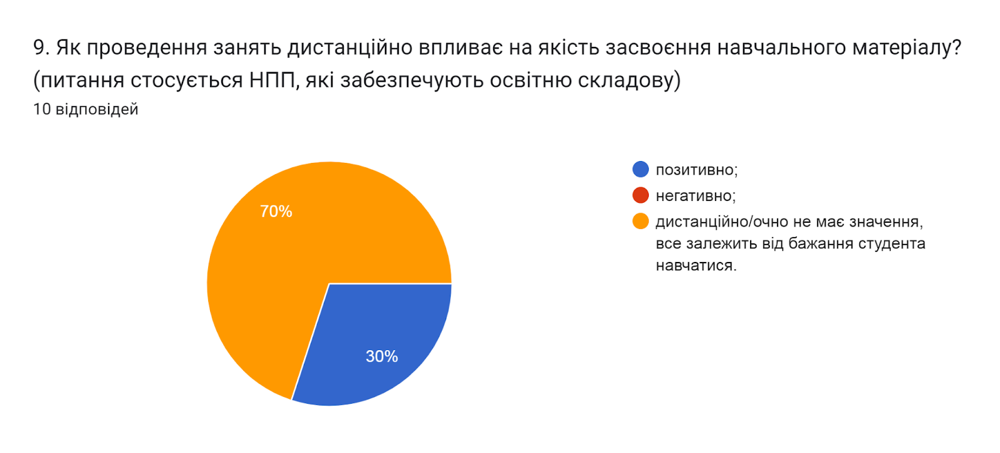 9. Як проведення занять дистанційно впливає на якість засвоєння навчального матеріалу?
(питання стосується НПП, які забезпечують освітню складову)
10 відповідей
70%
30%
позитивно;
негативно;
дистанційно/очно не має значення,
все залежить від бажання студента
навчатися.